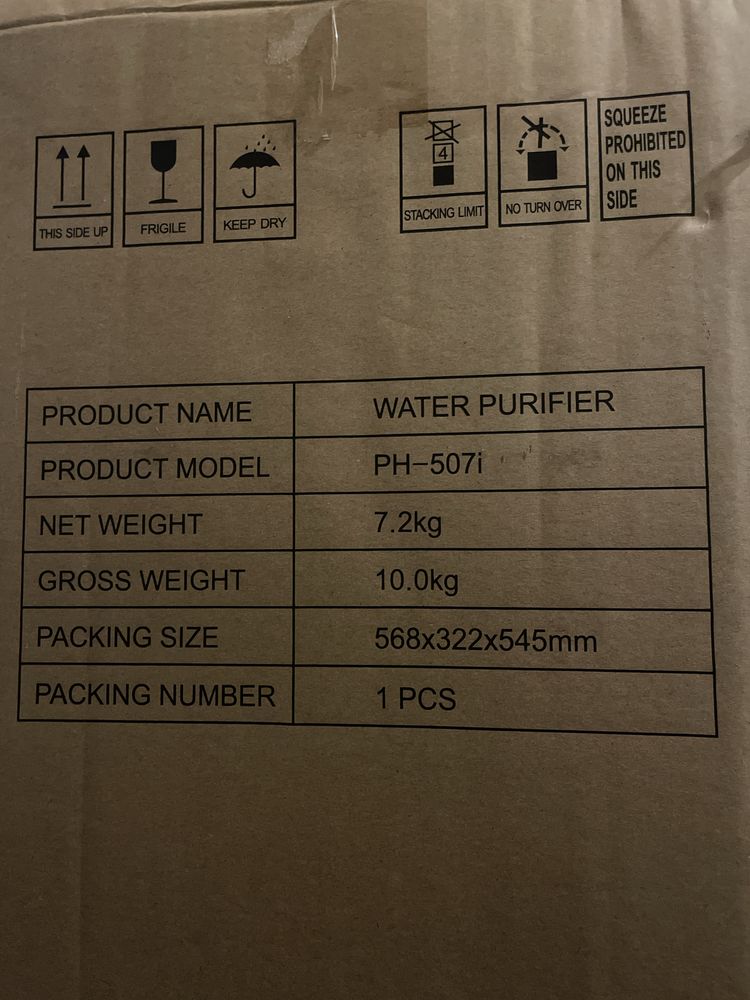 THIS SIDE UP
FRIGILE
KEEP DRY
4
STACKING LIMIT
NO TURN OVER
SQUEEZE
PROHIBITED
ON THIS
SIDE
PRODUCT NAME WATER PURIFIER
PRODUCT MODEL PH-507i
NET WEIGHT 7.2kg
GROSS WEIGHT 10.0kg
PACKING SIZE 568x322x545mm
PACKING NUMBER 1 PCS